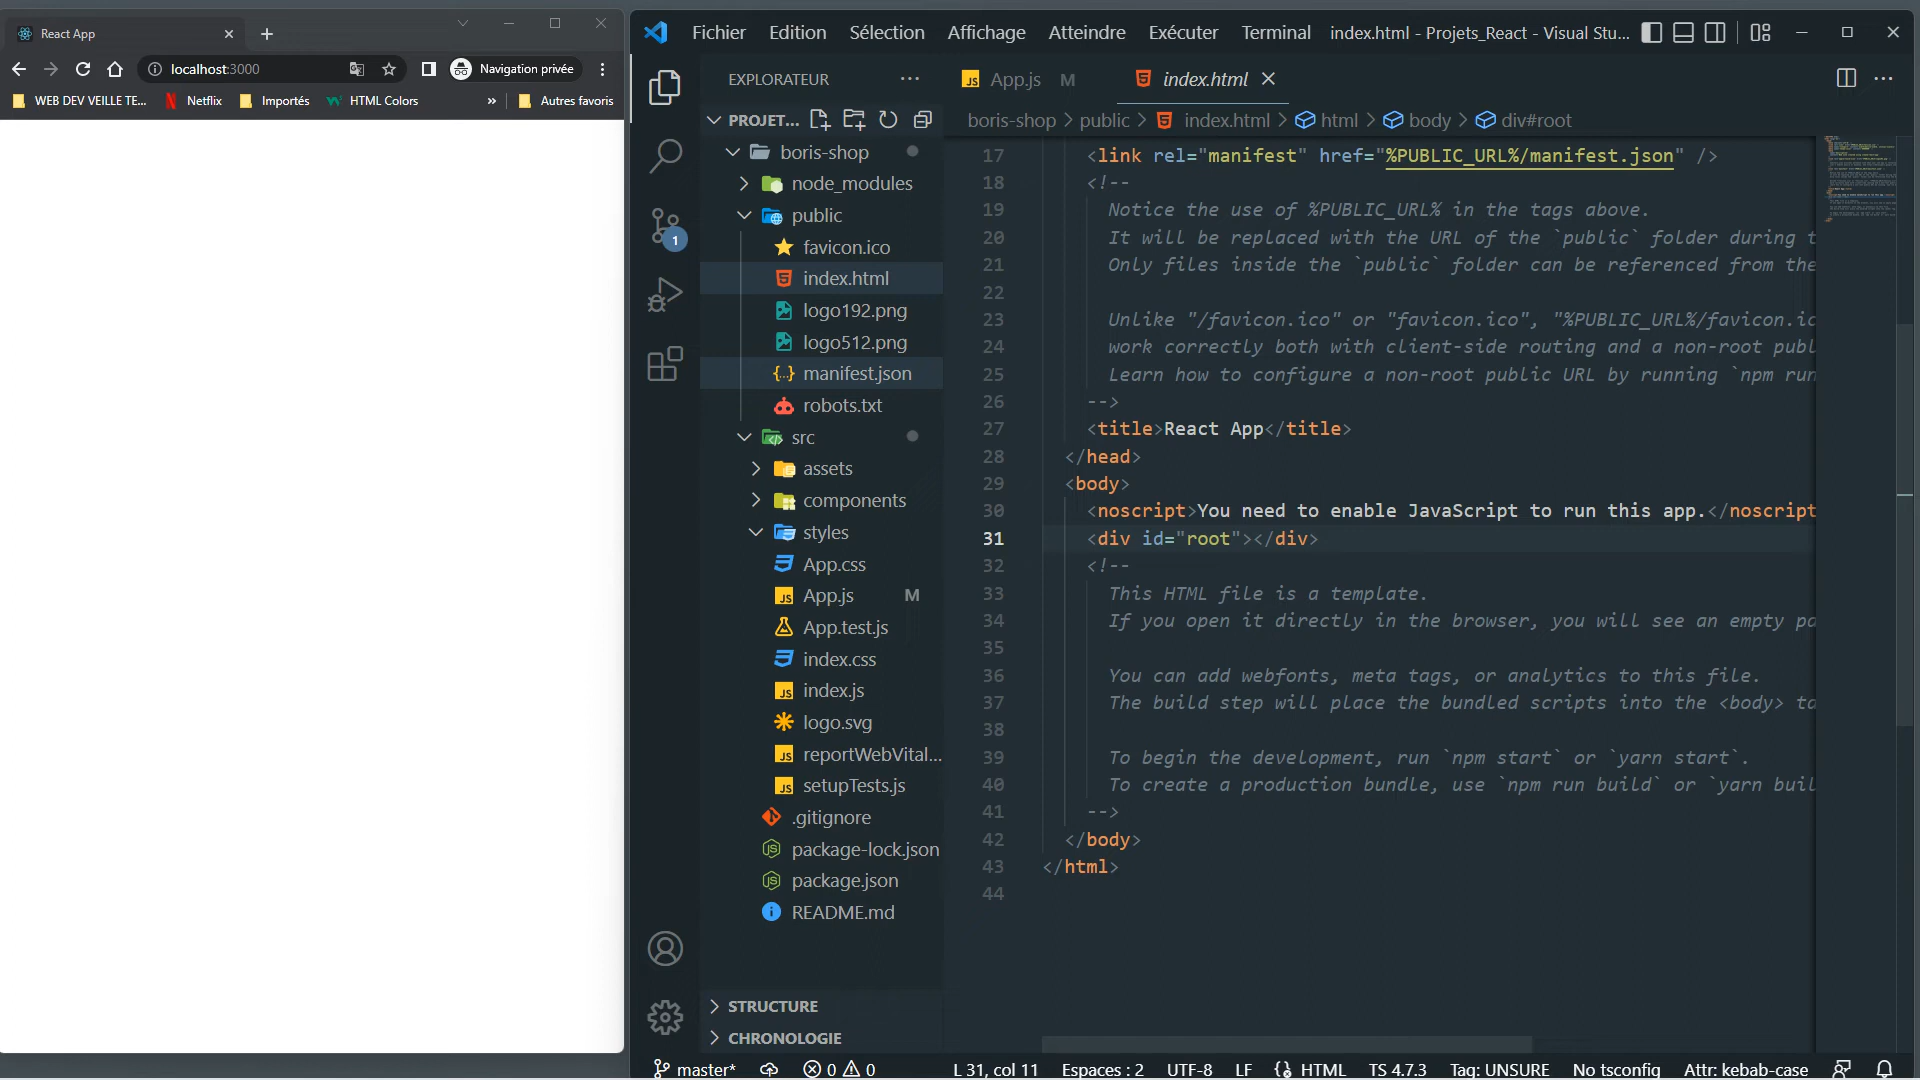 React App
localhost:3000
Navigation privée
WEB DEV VEILLE TE...
Netflix
Importés
HTML Colors
»
Autres favoris
Fichier Edition Sélection Affichage Atteindre Exécuter Terminal
index.html - Projets_React - Visual Stu...
EXPLORATEUR
PROJET...
boris-shop
node_modules
public
favicon.ico
index.html
logo192.png
logo512.png
manifest.json
robots.txt
src
assets
components
styles
App.css
App.js M
App.test.js
index.css
index.js
logo.svg
reportWebVital...
setupTests.js
.gitignore
package-lock.json
package.json
README.md
STRUCTURE
CHRONOLOGIE
1
App.js M
index.html
boris-shop > public > index.html > html > body > div#root
17 <link rel="manifest" href="%PUBLIC_URL%/manifest.json" />
18 <!--
19 Notice the use of %PUBLIC_URL% in the tags above.
20 It will be replaced with the URL of the `public` folder during t
21 Only files inside the `public` folder can be referenced from the
22
23 Unlike "/favicon.ico" or "favicon.ico", "%PUBLIC_URL%/favicon.ic
24 work correctly both with client-side routing and a non-root publ
25 Learn how to configure a non-root public URL by running `npm run
26 -->
27 <title>React App</title>
28 </head>
29 <body>
30 <noscript>You need to enable JavaScript to run this app.</noscript
31 <div id="root"></div>
32 <!--
33 This HTML file is a template.
34 If you open it directly in the browser, you will see an empty pa
35
36 You can add webfonts, meta tags, or analytics to this file.
37 The build step will place the bundled scripts into the <body> ta
38
39 To begin the development, run `npm start` or `yarn start`.
40 To create a production bundle, use `npm run build` or `yarn buil
41 -->
42 </body>
43 </html>
44
master* 0 0 L 31, col 11 Espaces : 2 UTF-8 LF HTML TS 4.7.3 Tag: UNSURE No tsconfig Attr: kebab-case